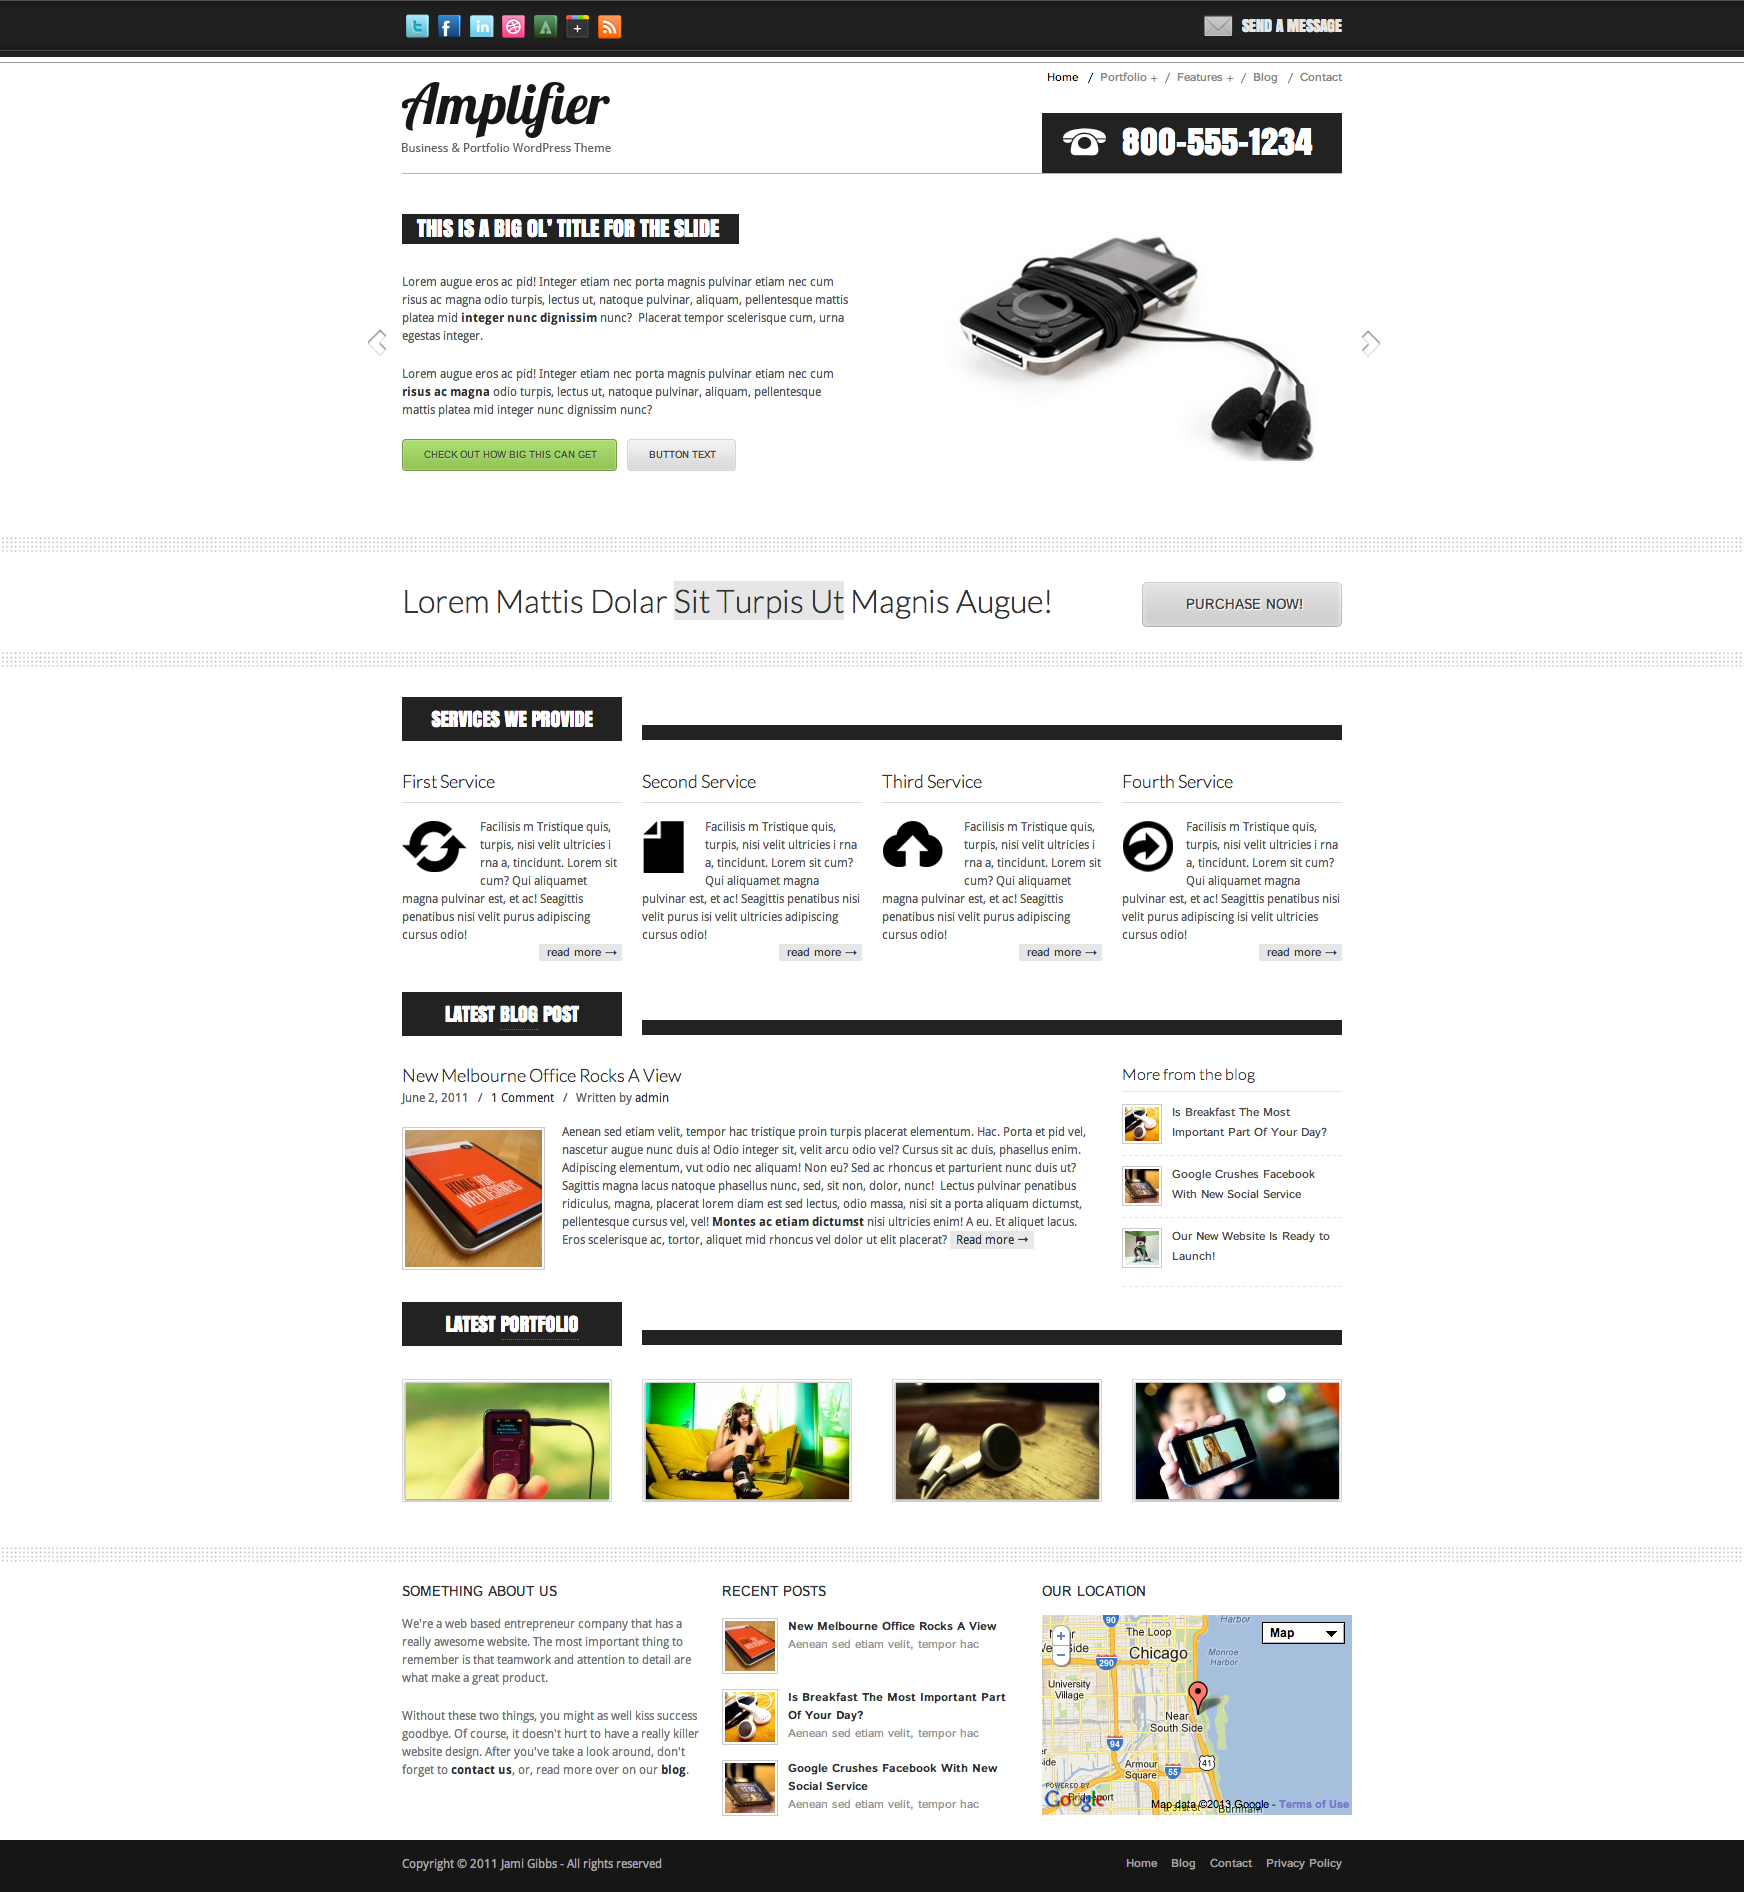 SEND A MESSAGE
Home / Portfolio + / Features + / Blog / Contact
Amplifier
Business & Portfolio WordPress Theme
800-555-1234
THIS IS A BIG OL' TITLE FOR THE SLIDE
Lorem augue eros ac pid! Integer etiam nec porta magnis pulvinar etiam nec cum
risus ac magna odio turpis, lectus ut, natoque pulvinar, aliquam, pellentesque mattis
platea mid integer nunc dignissim nunc? Placerat tempor scelerisque cum, urna
egestas integer.
Lorem augue eros ac pid! Integer etiam nec porta magnis pulvinar etiam nec cum
risus ac magna odio turpis, lectus ut, natoque pulvinar, aliquam, pellentesque
mattis platea mid integer nunc dignissim nunc?
CHECK OUT HOW BIG THIS CAN GET
BUTTON TEXT
Lorem Mattis Dolar Sit Turpis Ut Magnis Augue!
PURCHASE NOW!
SERVICES WE PROVIDE
First Service
Facilisis m Tristique quis,
turpis, nisi velit ultricies i
rna a, tincidunt. Lorem sit
cum? Qui aliquamet
magna pulvinar est, et ac! Seagittis
penatibus nisi velit purus adipiscing
cursus odio!
read more →
Second Service
Facilisis m Tristique quis,
turpis, nisi velit ultricies i rna
a, tincidunt. Lorem sit cum?
Qui aliquamet magna
pulvinar est, et ac! Seagittis penatibus nisi
velit purus isi velit ultricies adipiscing
cursus odio!
read more →
Third Service
Facilisis m Tristique quis,
turpis, nisi velit ultricies i
rna a, tincidunt. Lorem sit
cum? Qui aliquamet
magna pulvinar est, et ac! Seagittis
penatibus nisi velit purus adipiscing
cursus odio!
read more →
Fourth Service
Facilisis m Tristique quis,
turpis, nisi velit ultricies i rna
a, tincidunt. Lorem sit cum?
Qui aliquamet magna
pulvinar est, et ac! Seagittis penatibus nisi
velit purus adipiscing isi velit ultricies
cursus odio!
read more →
LATEST BLOG POST
New Melbourne Office Rocks A View
June 2, 2011 / 1 Comment / Written by admin
HTML5 FOR
WEB DESIGNERS
Aenean sed etiam velit, tempor hac tristique proin turpis placerat elementum. Hac. Porta et pid vel,
nascetur augue nunc duis a! Odio integer sit, velit arcu odio vel? Cursus sit ac duis, phasellus enim.
Adipiscing elementum, vut odio nec aliquam! Non eu? Sed ac rhoncus et parturient nunc duis ut?
Sagittis magna lacus natoque phasellus nunc, sed, sit non, dolor, nunc! Lectus pulvinar penatibus
ridiculus, magna, placerat lorem diam est sed lectus, odio massa, nisi sit a porta aliquam dictumst,
pellentesque cursus vel, vel! Montes ac etiam dictumst nisi ultricies enim! A eu. Et aliquet lacus.
Eros scelerisque ac, tortor, aliquet mid rhoncus vel dolor ut elit placerat? Read more →
More from the blog
Is Breakfast The Most
Important Part Of Your Day?
Google Crushes Facebook
With New Social Service
Our New Website Is Ready to
Launch!
LATEST PORTFOLIO
SOMETHING ABOUT US
We're a web based entrepreneur company that has a
really awesome website. The most important thing to
remember is that teamwork and attention to detail are
what make a great product.
Without these two things, you might as well kiss success
goodbye. Of course, it doesn't hurt to have a really killer
website design. After you've take a look around, don't
forget to contact us, or, read more over on our blog.
RECENT POSTS
New Melbourne Office Rocks A View
Aenean sed etiam velit, tempor hac
Is Breakfast The Most Important Part
Of Your Day?
Aenean sed etiam velit, tempor hac
Google Crushes Facebook With New
Social Service
Aenean sed etiam velit, tempor hac
OUR LOCATION
90
Harbor
The Loop
Map
Chicago
Monroe
Harbor
290
University
Village
Near
South Side
94
41
Armour
Square
55
POWERED BY
Google
Map data ©2013 Google - Terms of Use
Burnham
Copyright © 2011 Jami Gibbs - All rights reserved
Home Blog Contact Privacy Policy